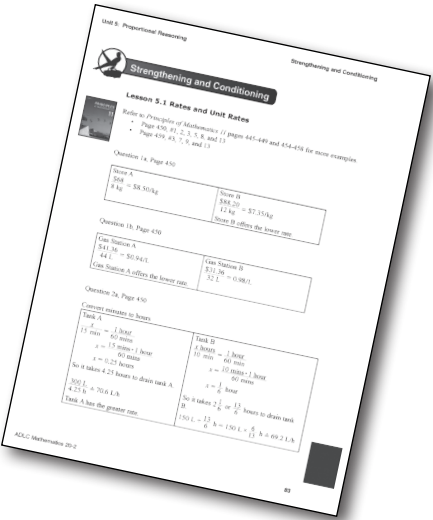 Unit 5: Proportional Reasoning
Strengthening and Conditioning
Strengthening and Conditioning
Lesson 5.1 Rates and Unit Rates
Refer to Principles of Mathematics 11 pages 445-449 and 454-458 for more examples.
• Page 450, #1, 2, 5, 8, and 13
• Page 459, #3, 7, 9, and 13
Question 1a, Page 450
Store A
$68
8 kg = $8.50/kg
Store B
$88.20
12 kg = $7.35/kg
Store B offers the lower rate
Question 1b, Page 450
Gas Station A
$41.36
44 L = $0.94/L
Gas Station A offers the lower rate
Gas Station B
$31.36
32 L = 0.98/L
Question 2a, Page 450
Convert minutes to hours
Tank A
x / 15 min = 1 hour / 60 mins
x = 15 mins · 1 hour / 60 mins
x = 0.25 hours
So it takes 4.25 hours to drain tank A.
300 L / 4.25 h ≐ 70.6 L/h
Tank A has the greater rate.
Tank B
x hours / 10 min = 1 hour / 60 mins
x = 10 mins · 1 hour / 60 mins
x = 1/6 hour
So it takes 2 1/6 or 13/6 hours to drain tank
B.
150 L ÷ 13/6 h = 150 L · 6/13 h ≐ 69.2 L/h
ADLC Mathematics 20-2
83